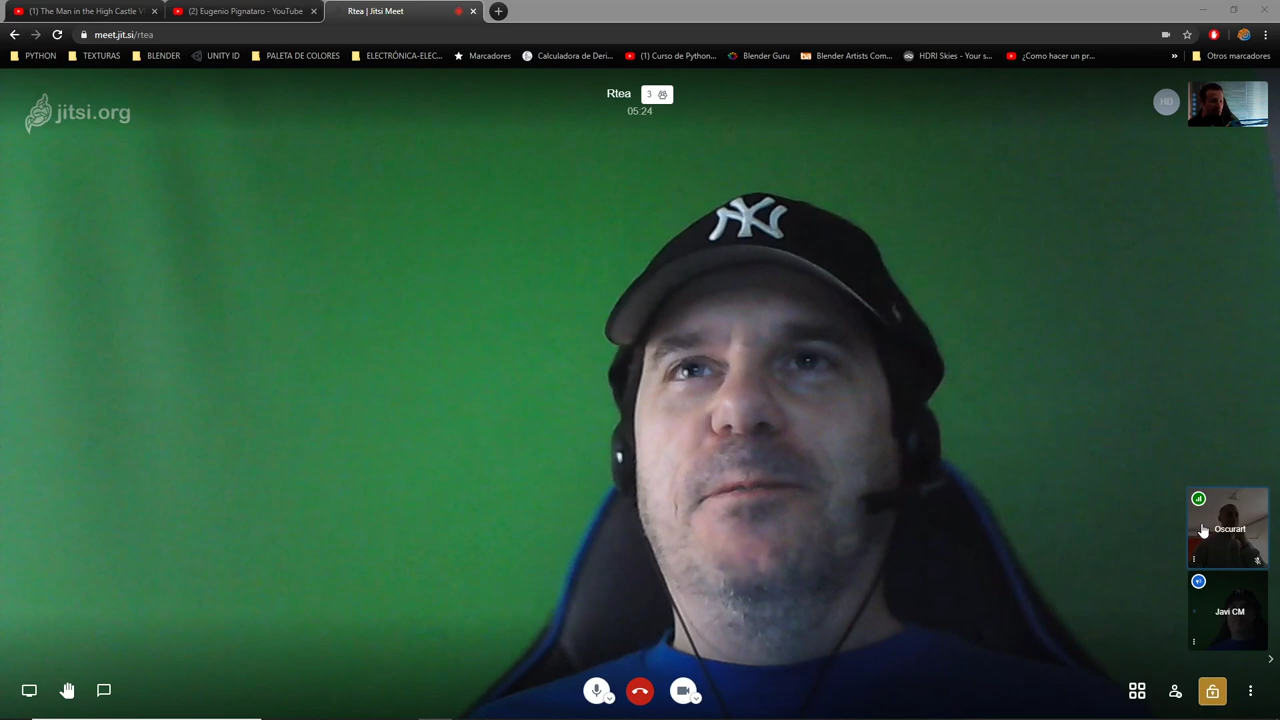 (1) The Man in the High Castle V
(2) Eugenio Pignataro - YouTube
Rtea | Jitsi Meet
meet.jit.si/rtea
PYTHON
TEXTURAS
BLENDER
UNITY ID
PALETA DE COLORES
ELECTRÓNICA-ELEC...
Marcadores
Calculadora de Deri...
(1) Curso de Python...
Blender Guru
Blender Artists Com...
HDRI Skies - Your s...
¿Como hacer un pr...
»
Otros marcadores
jitsi.org
Rtea
3
05:24
HD
NY
Oscurart
Javi CM